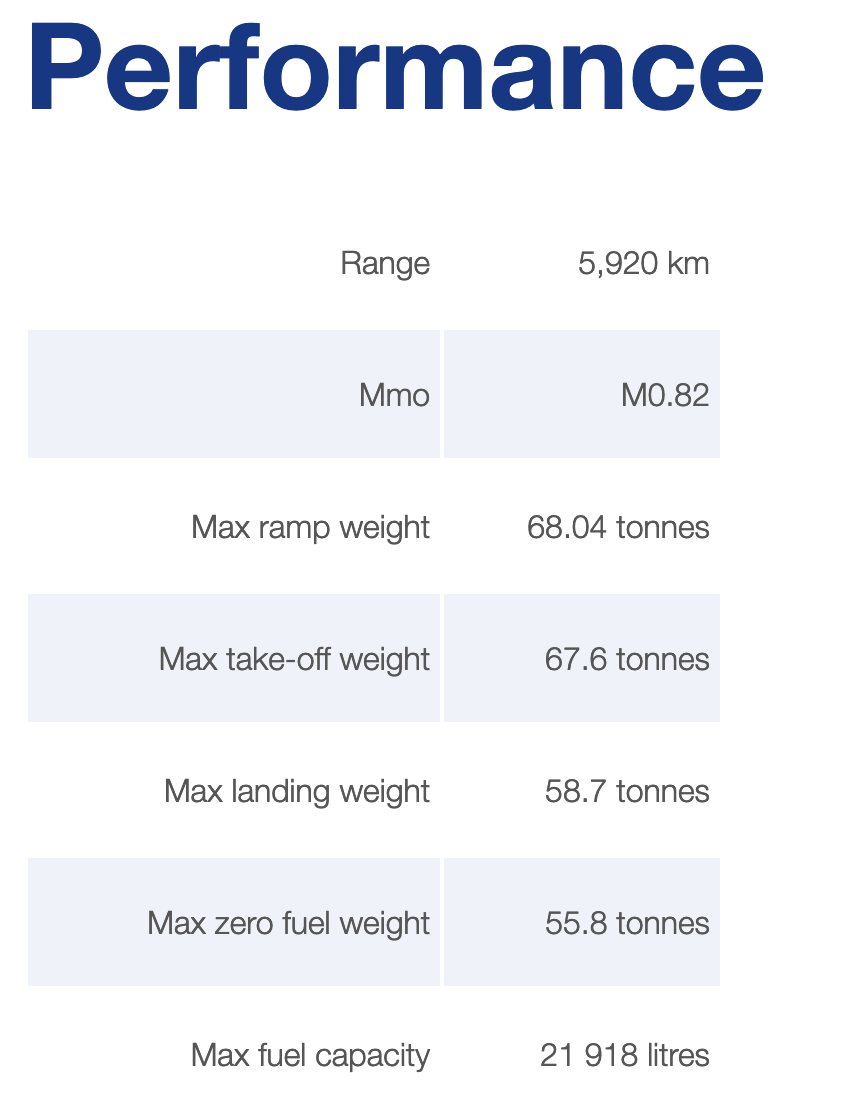 Performance
Range 5,920 km
Mmo M0.82
Max ramp weight 68.04 tonnes
Max take-off weight 67.6 tonnes
Max landing weight 58.7 tonnes
Max zero fuel weight 55.8 tonnes
Max fuel capacity 21 918 litres